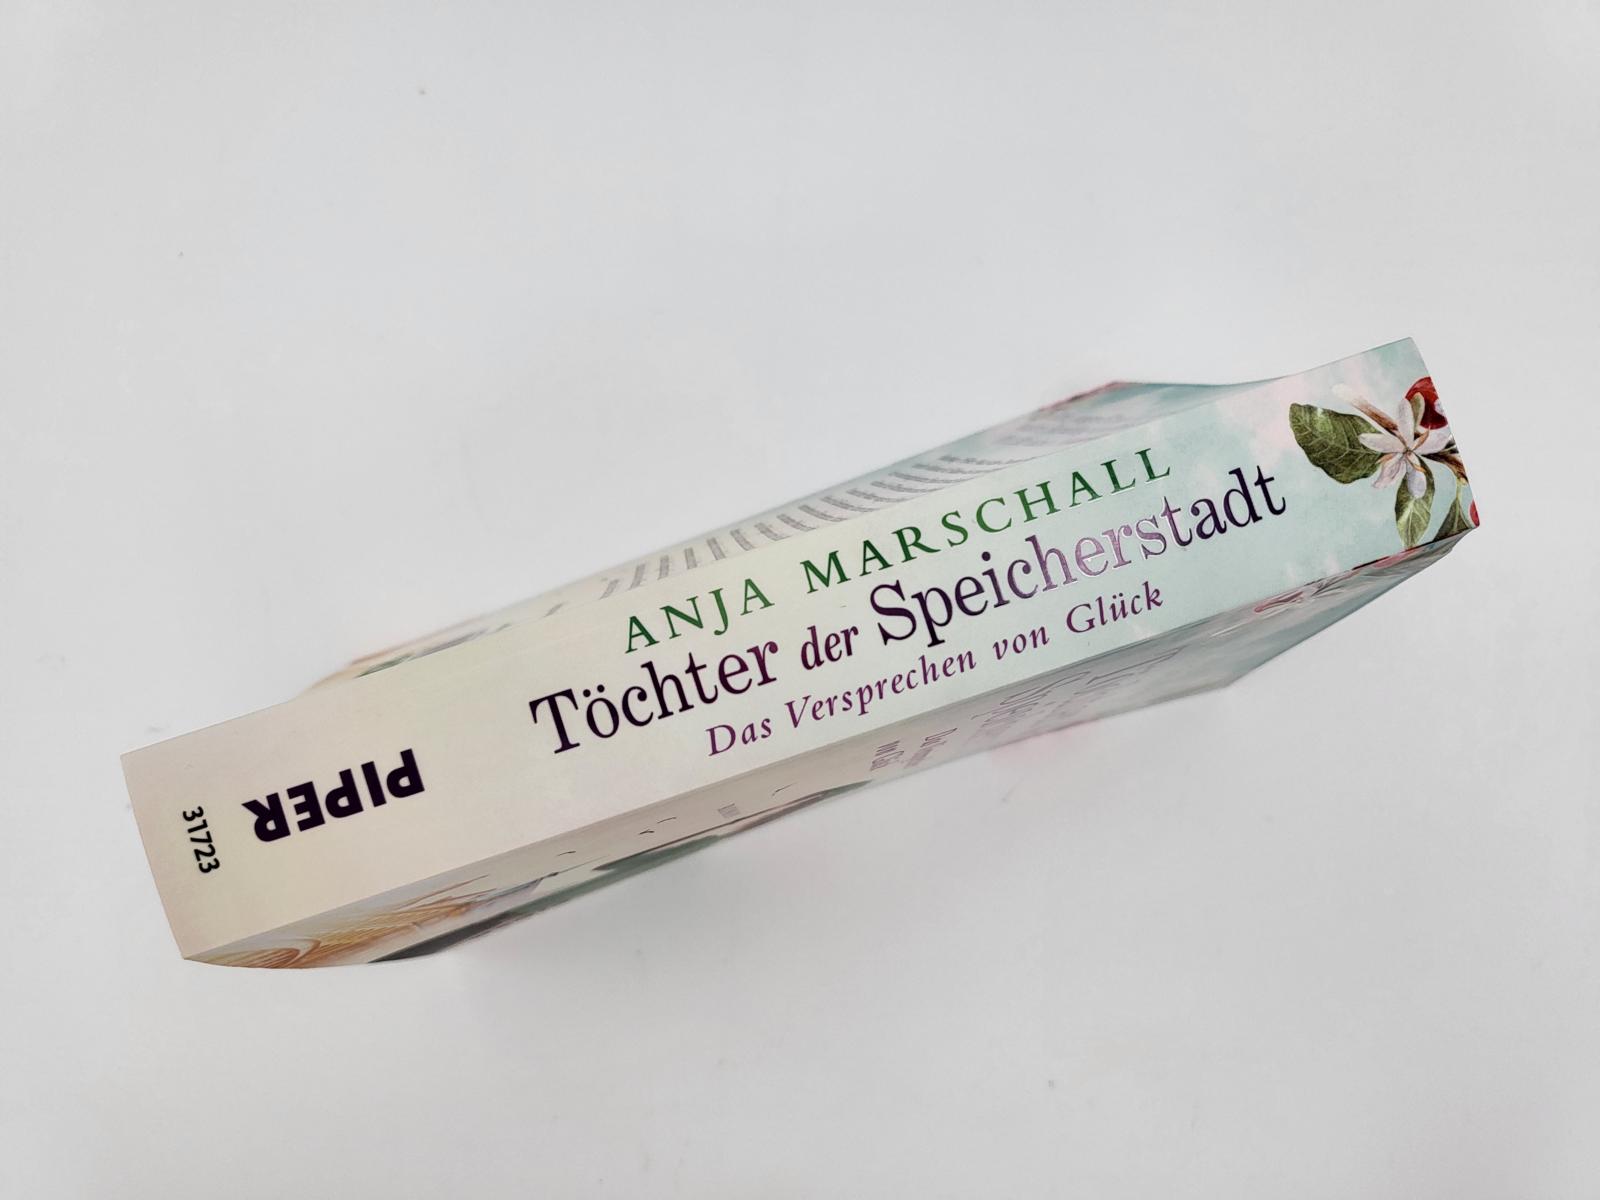 ANJA MARSCHALL
Töchter der Speicherstadt
Das Versprechen von Glück
PIPER
31723